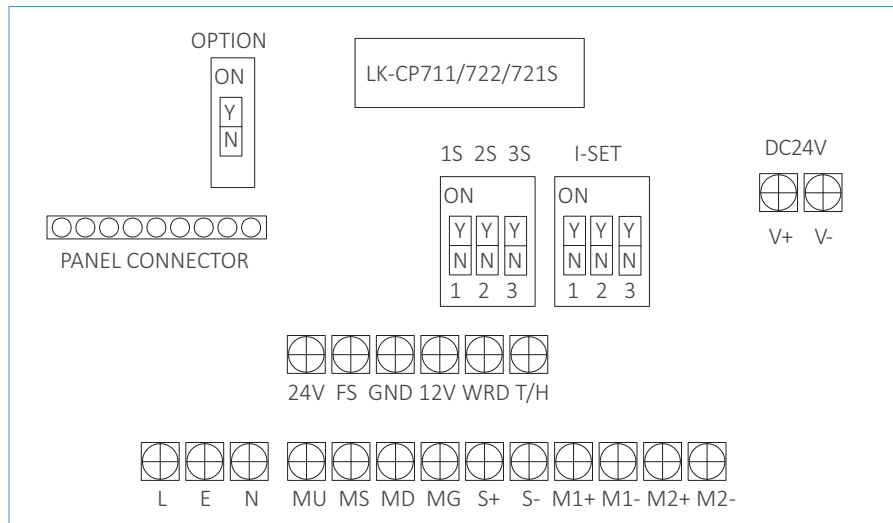 OPTION
ON
Y
N
LK-CP711/722/721S
1S 2S 3S
ON
Y Y Y
N N N
1 2 3
I-SET
ON
Y Y Y
N N N
1 2 3
DC24V
V+ V-
PANEL CONNECTOR
24V FS GND 12V WRD T/H
L E N MU MS MD MG S+ S- M1+ M1- M2+ M2-